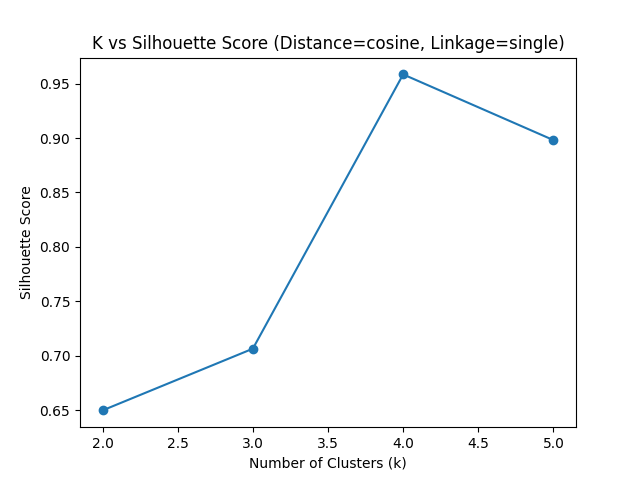 K vs Silhouette Score (Distance=cosine, Linkage=single)
Silhouette Score
0.95
0.90
0.85
0.80
0.75
0.70
0.65
2.0 2.5 3.0 3.5 4.0 4.5 5.0
Number of Clusters (k)